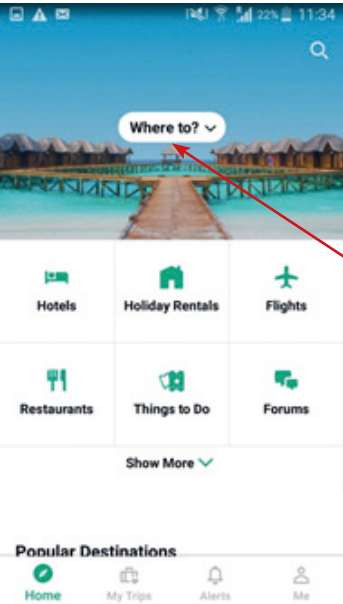 22% 11:34
Where to?
Hotels Holiday Rentals Flights
Restaurants Things to Do Forums
Show More
Popular Destinations
Home My Trips Alerts Me